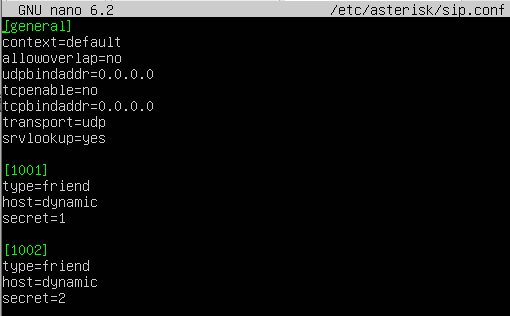 GNU nano 6.2 /etc/asterisk/sip.conf
[general]
context=default
allowoverlap=no
udpbindaddr=0.0.0.0
tcpenable=no
tcpbindaddr=0.0.0.0
transport=udp
srvlookup=yes
[1001]
type=friend
host=dynamic
secret=1
[1002]
type=friend
host=dynamic
secret=2